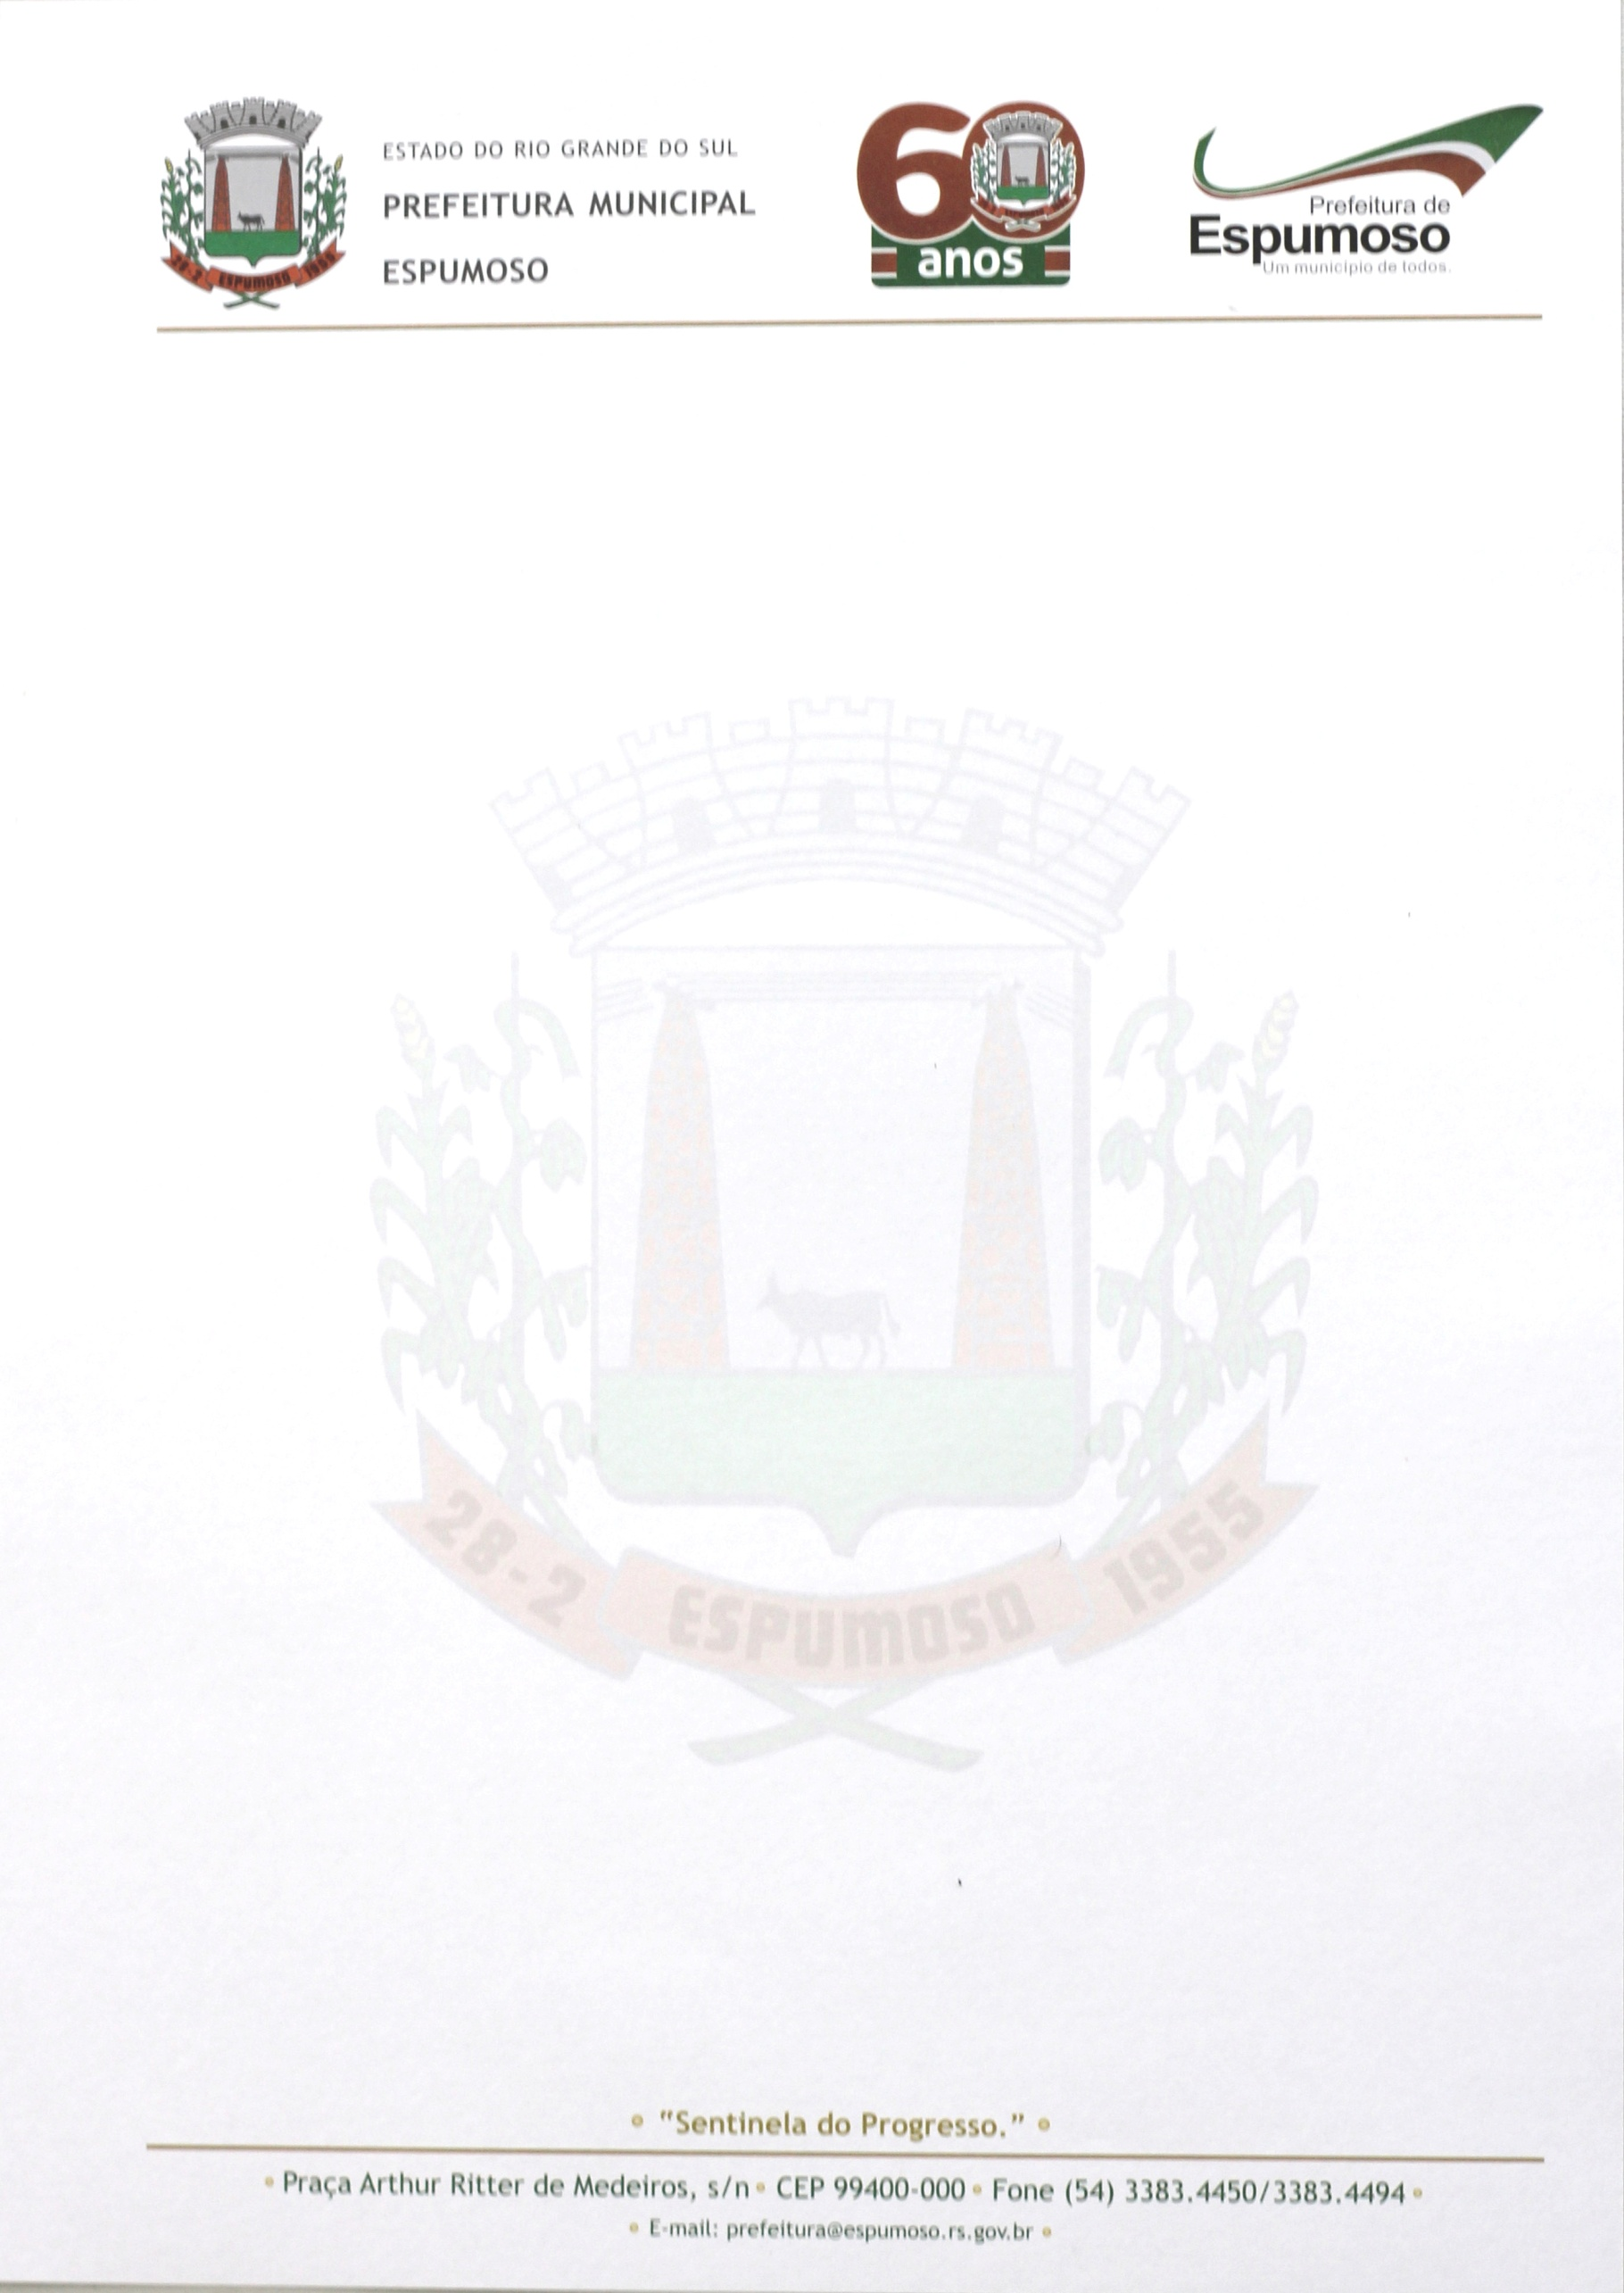 ESTADO DO RIO GRANDE DO SUL
PREFEITURA MUNICIPAL
ESPUMOSO
28-2 ESPUMOSO 1955
60
anos
Prefeitura de
Espumoso
Um município de todos.
28-2 ESPUMOSO 1955
• "Sentinela do Progresso." •
• Praça Arthur Ritter de Medeiros, s/n • CEP 99400-000 • Fone (54) 3383.4450/3383.4494 •
• E-mail: prefeitura@espumoso.rs.gov.br •